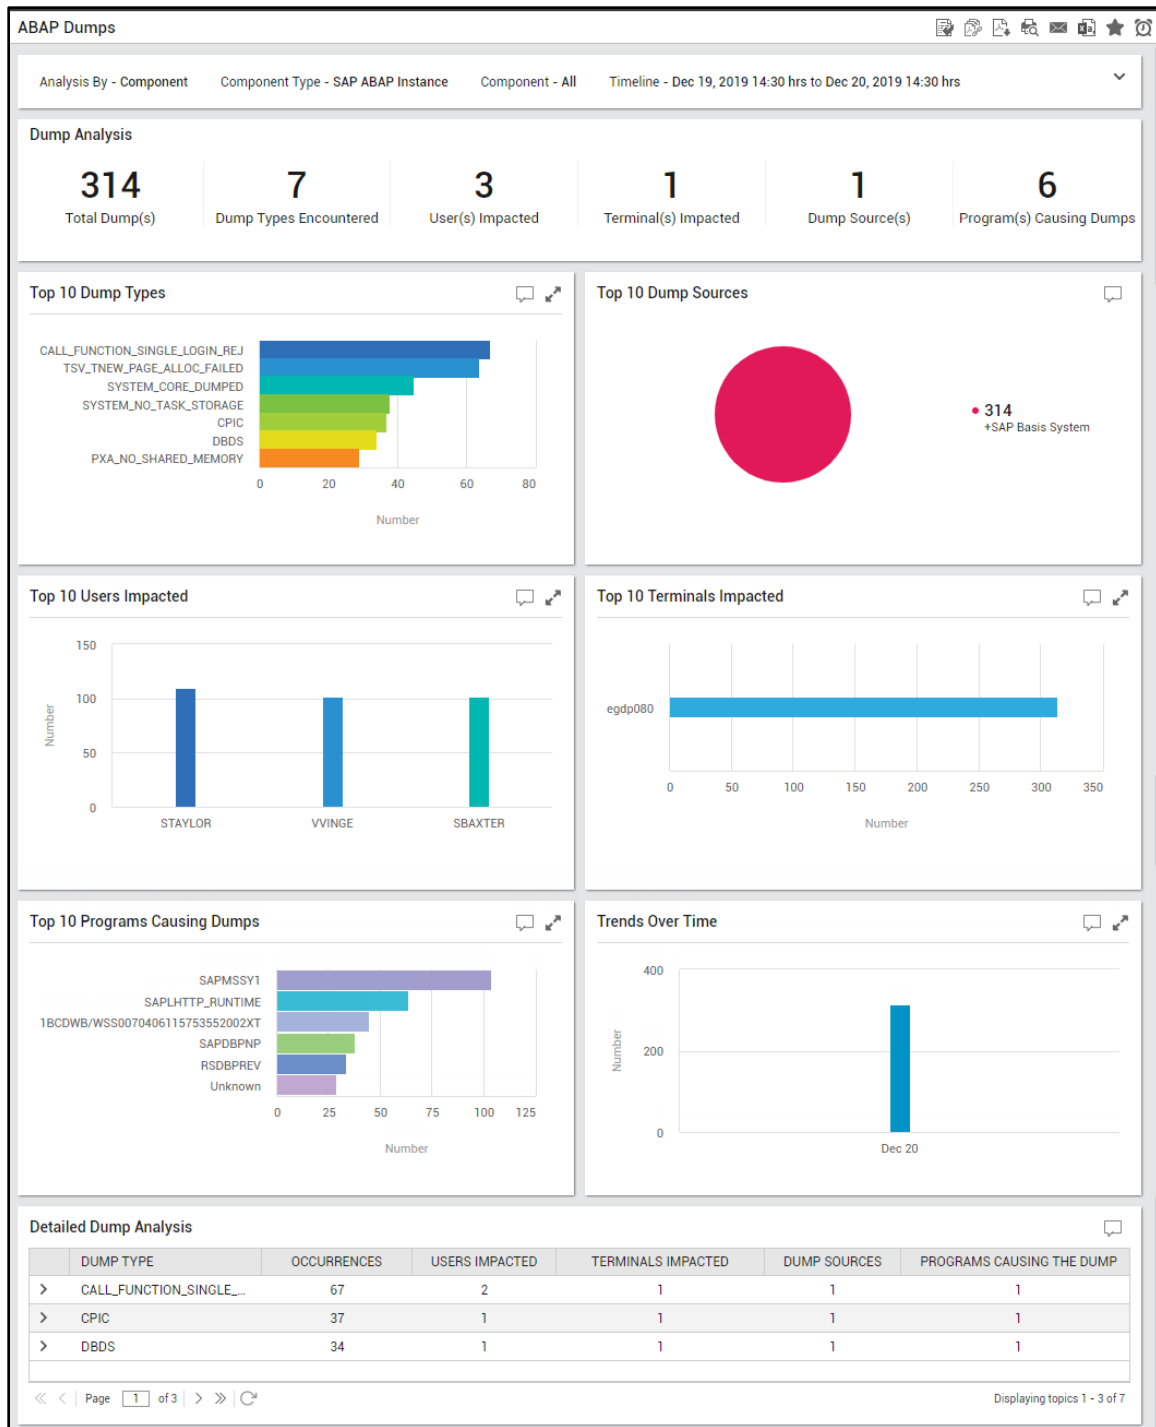 ABAP Dumps
Analysis By - Component Component Type - SAP ABAP Instance Component - All Timeline - Dec 19, 2019 14:30 hrs to Dec 20, 2019 14:30 hrs
Dump Analysis
314 7 3 1 1 6
Total Dump(s) Dump Types Encountered User(s) Impacted Terminal(s) Impacted Dump Source(s) Program(s) Causing Dumps
Top 10 Dump Types
CALL_FUNCTION_SINGLE_LOGIN_REJ
TSV_TNEW_PAGE_ALLOC_FAILED
SYSTEM_CORE_DUMPED
SYSTEM_NO_TASK_STORAGE
CPIC
DBDS
PXA_NO_SHARED_MEMORY
0 20 40 60 80
Number
Top 10 Dump Sources
314
+SAP Basis System
Top 10 Users Impacted
150
100
50
0
Number
STAYLOR VVINGE SBAXTER
Top 10 Terminals Impacted
egdp080
0 50 100 150 200 250 300 350
Number
Top 10 Programs Causing Dumps
SAPMSSY1
SAPLHTTP_RUNTIME
1BCDWB/WSS0070406115753552002XT
SAPDBPNP
RSDBPREV
Unknown
0 25 50 75 100 125
Number
Trends Over Time
400
200
0
Number
Dec 20
Detailed Dump Analysis
DUMP TYPE OCCURRENCES USERS IMPACTED TERMINALS IMPACTED DUMP SOURCES PROGRAMS CAUSING THE DUMP
CALL_FUNCTION_SINGLE_... 67 2 1 1 1
CPIC 37 1 1 1 1
DBDS 34 1 1 1 1
Page 1 of 3 Displaying topics 1 - 3 of 7